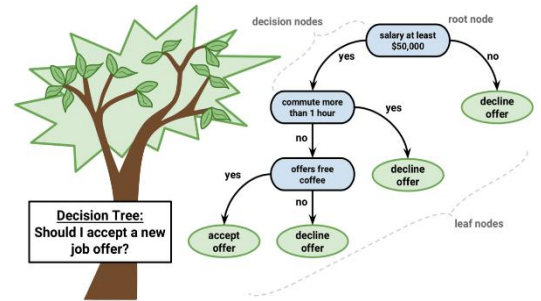 decision nodes
root node
salary at least
$50,000
yes
no
commute more
than 1 hour
decline
offer
yes
no
offers free
coffee
decline
offer
yes
no
leaf nodes
accept
offer
decline
offer
Decision Tree:
Should I accept a new
job offer?